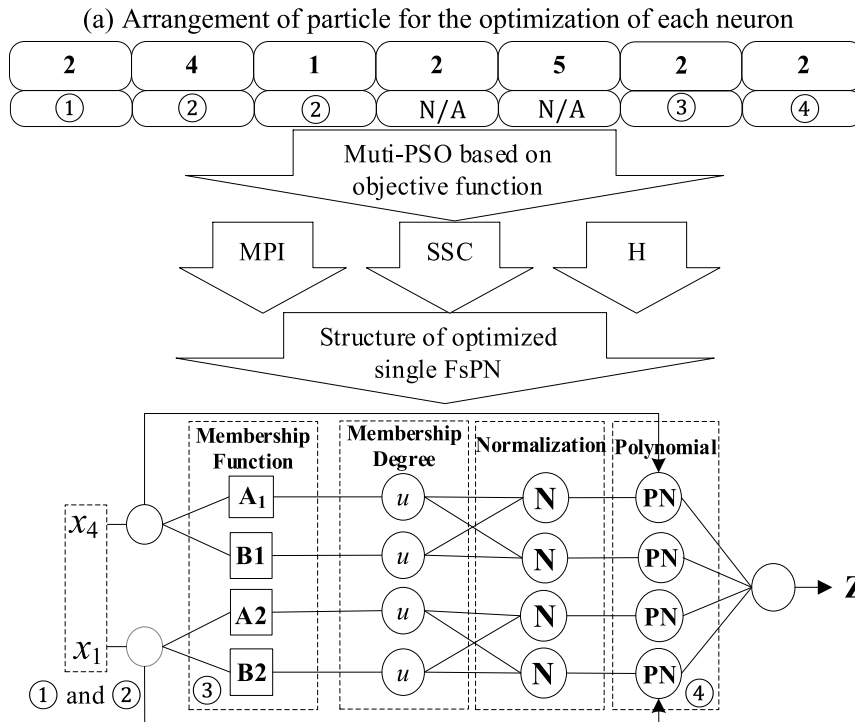 (a) Arrangement of particle for the optimization of each neuron
2 4 1 2 5 2 2
① ② ② N/A N/A ③ ④
Muti-PSO based on
objective function
MPI SSC H
Structure of optimized
single FsPN
Membership
Function
Membership
Degree
Normalization
Polynomial
A1 u N PN
x4
B1 u N PN
Z
A2 u N PN
x1
B2 u N PN
① and ② ③ ④